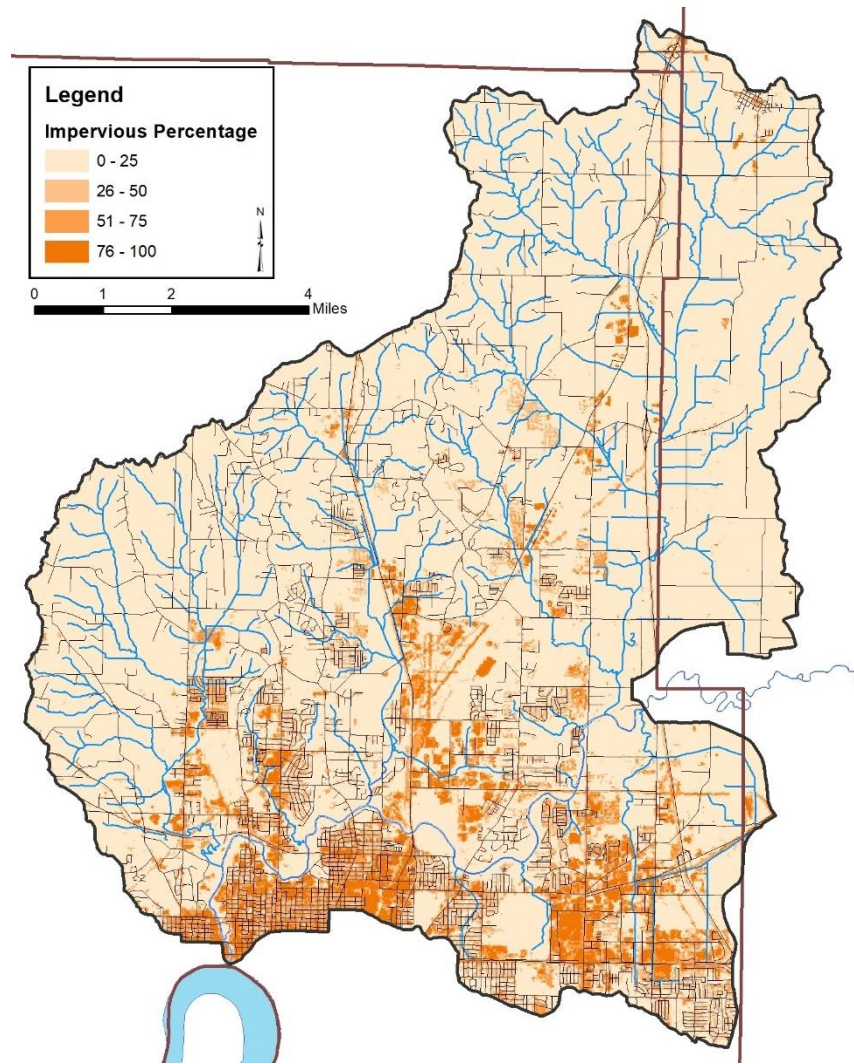 Legend
Impervious Percentage
0 - 25
26 - 50
51 - 75
76 - 100
N
0 1 2 4
Miles